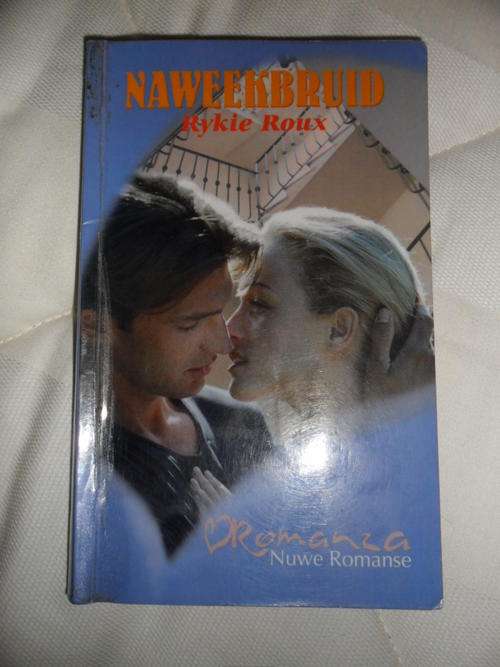 NAWEEKBRUID
Rykie Roux
Romanza
Nuwe Romanse